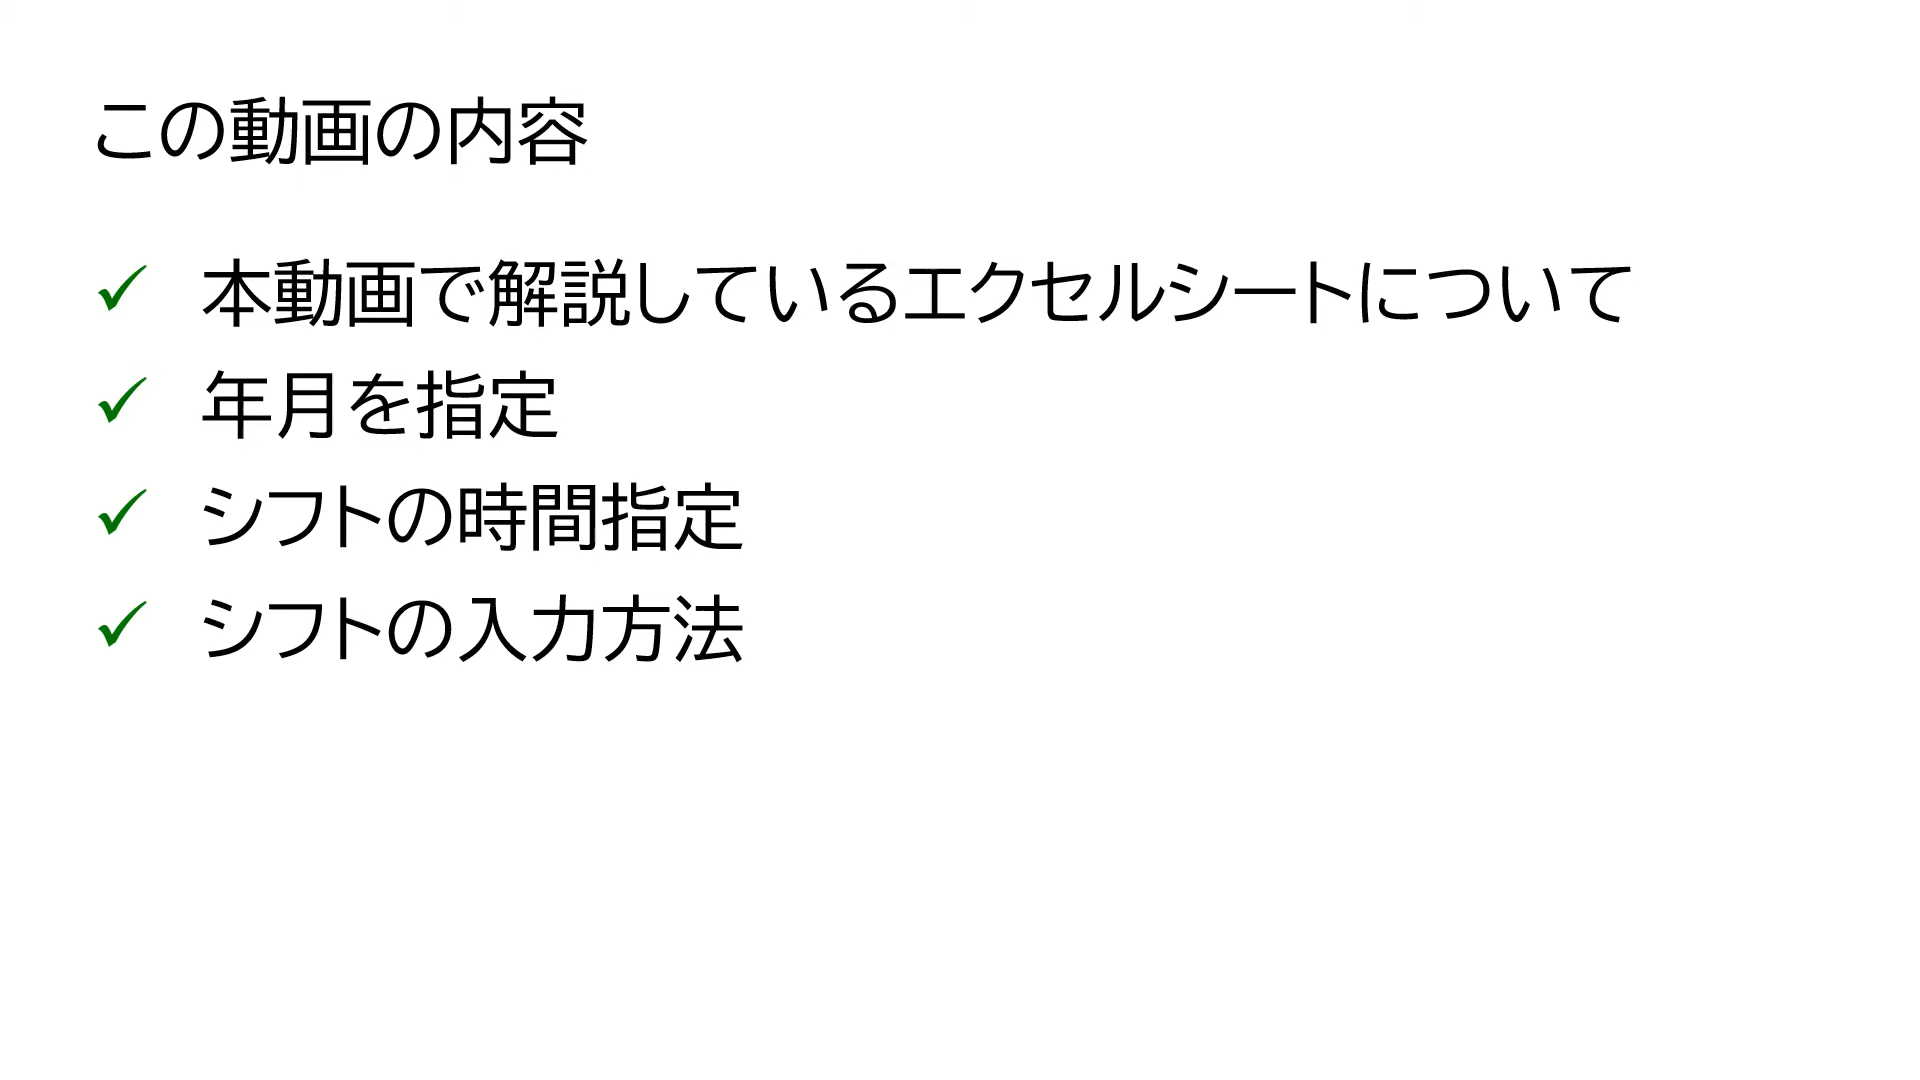 この動画の内容
✓ 本動画で解説しているエクセルシートについて
✓ 年月を指定
✓ シフトの時間指定
✓ シフトの入力方法